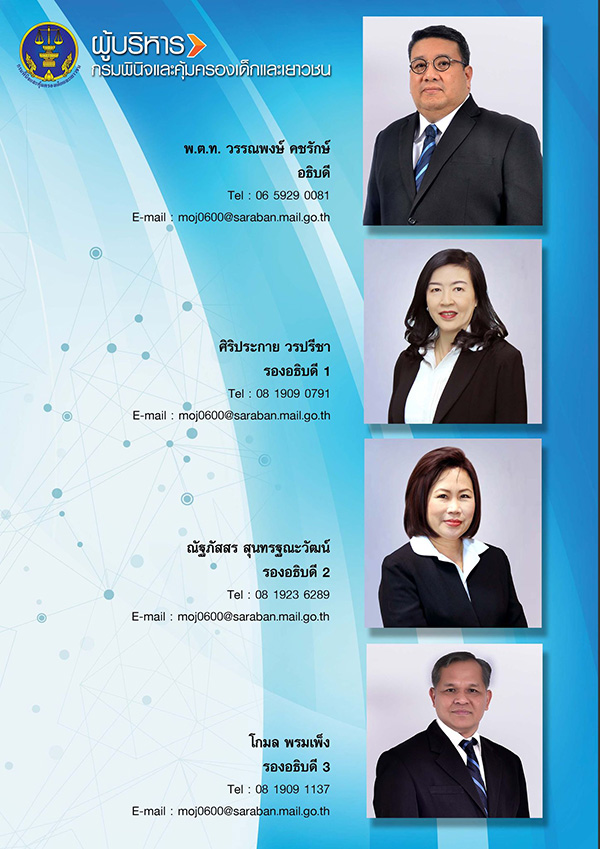 ผู้บริหาร
กรมพินิจและคุ้มครองเด็กและเยาวชน
พ.ต.ท. วรรณพงษ์ คชรักษ์
อธิบดี
Tel : 06 5929 0081
E-mail : moj0600@saraban.mail.go.th
ศิริประกาย วรปรีชา
รองอธิบดี 1
Tel : 08 1909 0791
E-mail : moj0600@saraban.mail.go.th
ณัฐภัสสร สุนทรฐณะวัฒน์
รองอธิบดี 2
Tel : 08 1923 6289
E-mail : moj0600@saraban.mail.go.th
โกมล พรมเพ็ง
รองอธิบดี 3
Tel : 08 1909 1137
E-mail : moj0600@saraban.mail.go.th